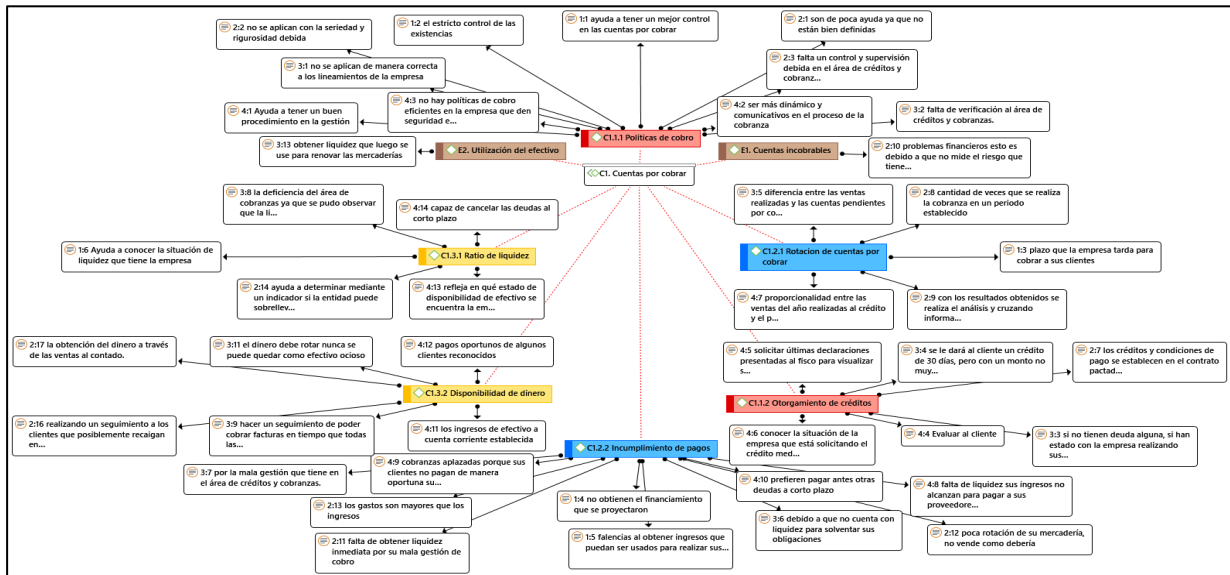 2:2 no se aplican con la seriedad y
rigurosidad debida
1:2 el estricto control de las
existencias
1:1 ayuda a tener un mejor control
en las cuentas por cobrar
2:1 son de poca ayuda ya que no
están bien definidas
3:1 no se aplican de manera correcta
a los lineamientos de la empresa
2:3 falta un control y supervisión
debida en el área de créditos y
cobranz...
4:1 Ayuda a tener un buen
procedimiento en la gestión
4:3 no hay políticas de cobro
eficientes en la empresa que den
seguridad e...
4:2 ser más dinámico y
comunicativos en el proceso de la
cobranza
3:2 falta de verificación al área de
créditos y cobranzas.
C1.1.1 Políticas de cobro
3:13 obtener liquidez que luego se
use para renovar las mercaderías
E2. Utilización del efectivo
E1. Cuentas incobrables
2:10 problemas financieros esto es
debido a que no mide el riesgo que
tiene...
C1. Cuentas por cobrar
3:8 la deficiencia del área de
cobranzas ya que se pudo observar
que la li...
4:14 capaz de cancelar las deudas al
corto plazo
3:5 diferencia entre las ventas
realizadas y las cuentas pendientes
por co...
2:8 cantidad de veces que se realiza
la cobranza en un periodo
establecido
1:6 Ayuda a conocer la situación de
liquidez que tiene la empresa
C1.3.1 Ratio de liquidez
C1.2.1 Rotacion de cuentas por
cobrar
1:3 plazo que la empresa tarda para
cobrar a sus clientes
2:14 ayuda a determinar mediante
un indicador si la entidad puede
sobrellev...
4:13 refleja en qué estado de
disponibilidad de efectivo se
encuentra la em...
4:7 proporcionalidad entre las
ventas del año realizadas al crédito
y el p...
2:9 con los resultados obtenidos se
realiza el análisis y cruzando
informa...
2:17 la obtención del dinero a través
de las ventas al contado.
3:11 el dinero debe rotar nunca se
puede quedar como efectivo ocioso
4:12 pagos oportunos de algunos
clientes reconocidos
4:5 solicitar últimas declaraciones
presentadas al fisco para visualizar
s...
3:4 se le dará al cliente un crédito
de 30 días, pero con un monto no
muy...
2:7 los créditos y condiciones de
pago se establecen en el contrato
pactad...
C1.3.2 Disponibilidad de dinero
C1.1.2 Otorgamiento de créditos
2:16 realizando un seguimiento a los
clientes que posiblemente recaigan
en...
3:9 hacer un seguimiento de poder
cobrar facturas en tiempo que todas
las...
4:11 los ingresos de efectivo a
cuenta corriente establecida
4:6 conocer la situación de la
empresa que está solicitando el
crédito med...
4:4 Evaluar al cliente
3:3 si no tienen deuda alguna, si han
estado con la empresa realizando
sus...
C1.2.2 Incumplimiento de pagos
3:7 por la mala gestión que tiene en
el área de créditos y cobranzas.
4:9 cobranzas aplazadas porque sus
clientes no pagan de manera
oportuna su...
4:10 prefieren pagar antes otras
deudas a corto plazo
4:8 falta de liquidez sus ingresos no
alcanzan para pagar a sus
proveedore...
2:13 los gastos son mayores que los
ingresos
1:4 no obtienen el financiamiento
que se proyectaron
3:6 debido a que no cuenta con
liquidez para solventar sus
obligaciones
2:11 falta de obtener liquidez
inmediata por su mala gestión de
cobro
1:5 falencias al obtener ingresos que
puedan ser usados para realizar sus...
2:12 poca rotación de su mercadería,
no vende como debería